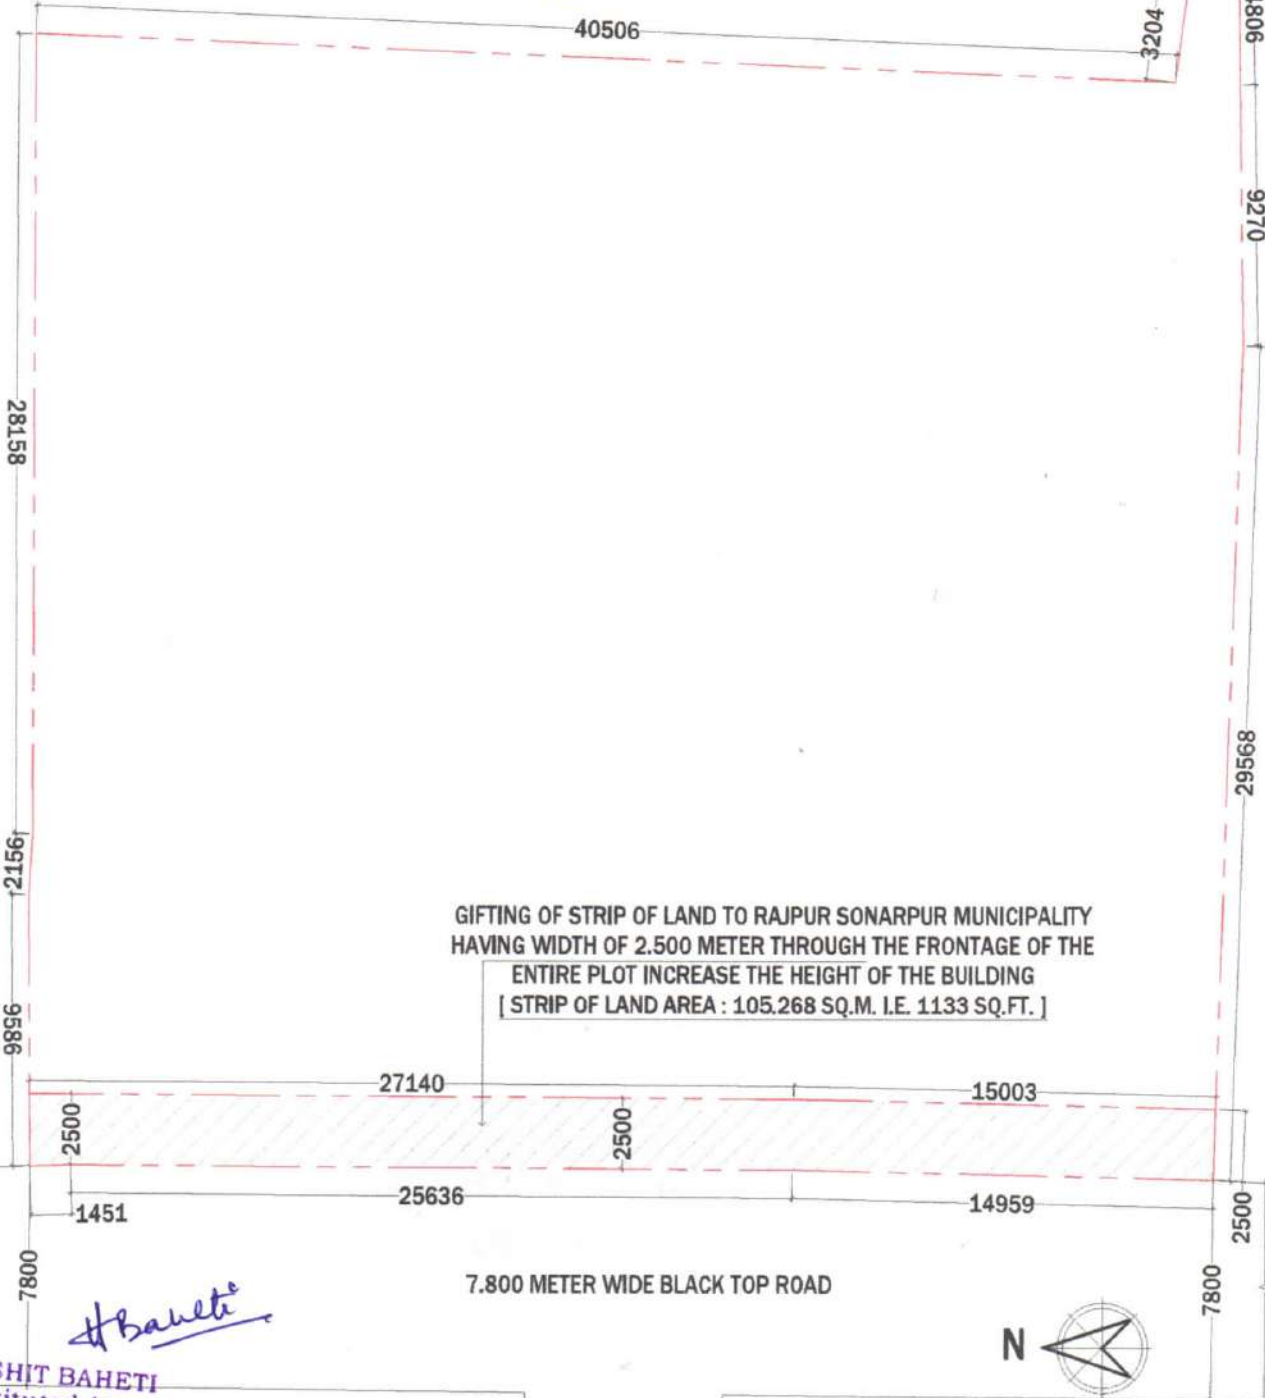 40506
3204
9270
28158
29568
2156
GIFTING OF STRIP OF LAND TO RAJPUR SONARPUR MUNICIPALITY
HAVING WIDTH OF 2.500 METER THROUGH THE FRONTAGE OF THE
ENTIRE PLOT INCREASE THE HEIGHT OF THE BUILDING
[ STRIP OF LAND AREA : 105.268 SQ.M. I.E. 1133 SQ.FT. ]
9856
27140
15003
2500
2500
25636
14959
1451
2500
7800
7.800 METER WIDE BLACK TOP ROAD
7800
HBaheti
N
SHIT BAHETI